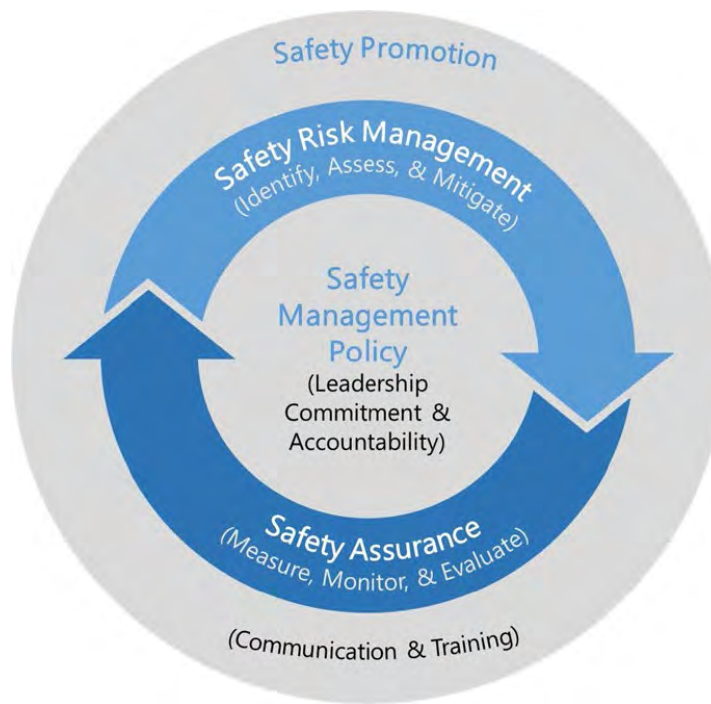 Safety Promotion
Safety Risk Management
(Identify, Assess, & Mitigate)
Safety
Management
Policy
(Leadership
Commitment &
Accountability)
Safety Assurance
(Measure, Monitor, & Evaluate)
(Communication & Training)